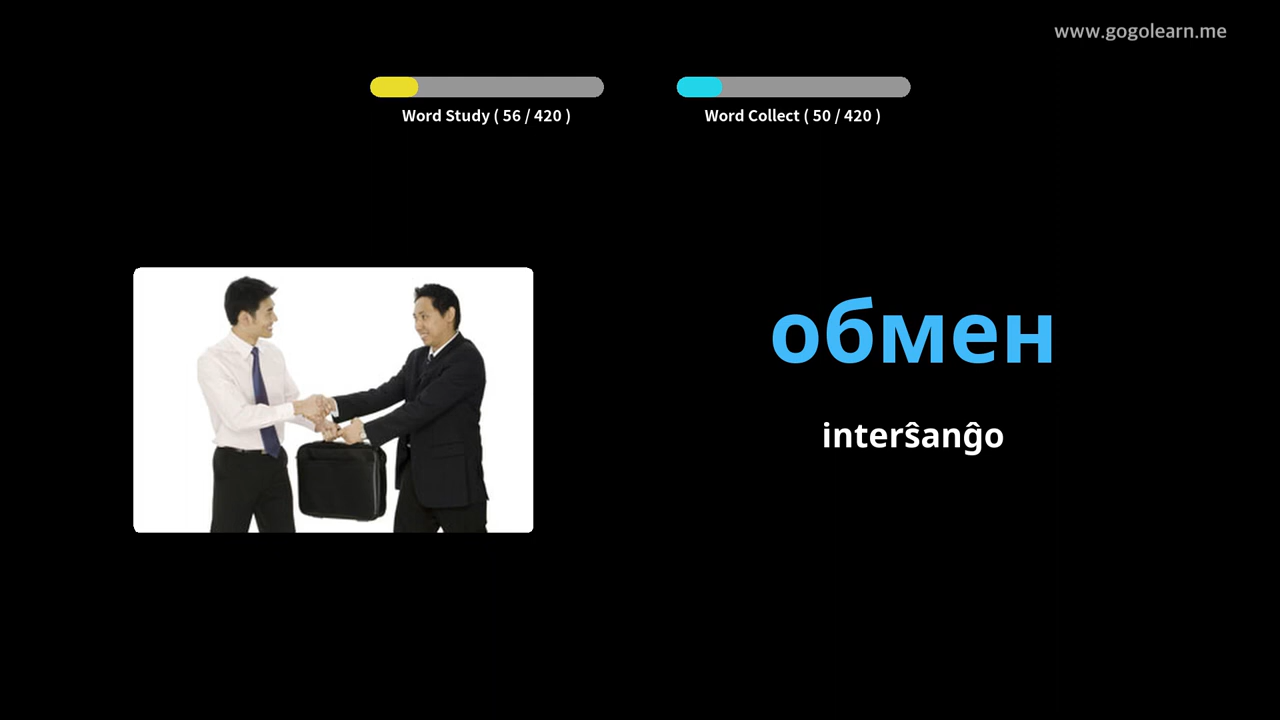 www.gogolearn.me
Word Study ( 56 / 420 )
Word Collect ( 50 / 420 )
обмен
interŝanĝo